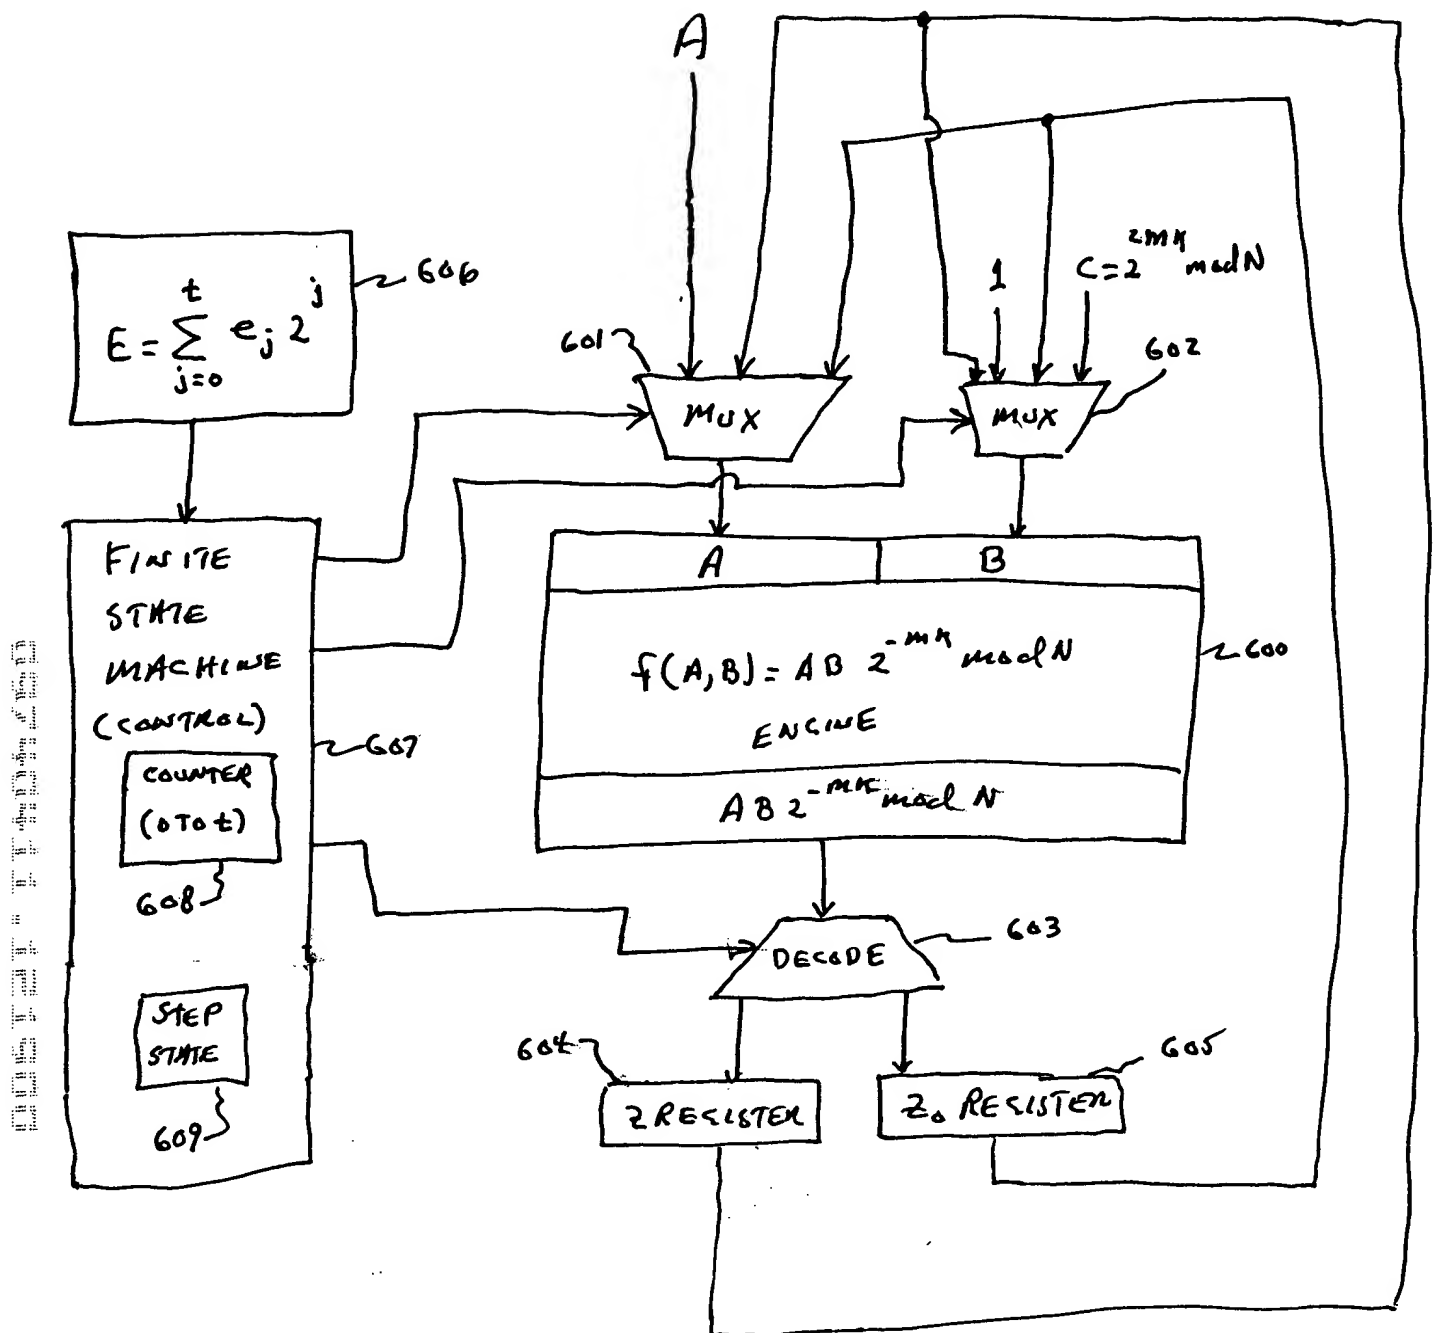 A
606
t
E = Σ e_j 2^j
j=0
1
C = 2^{2mk} mod N
601
602
MUX
MUX
FINITE
STATE
MACHINE
(CONTROL)
607
COUNTER
(0 TO t)
608
STEP
STATE
609
A
B
f(A,B) = AB 2^{-mk} mod N
ENGINE
600
AB 2^{-mk} mod N
DECODE
603
604
605
Z REGISTER
Z₀ REGISTER